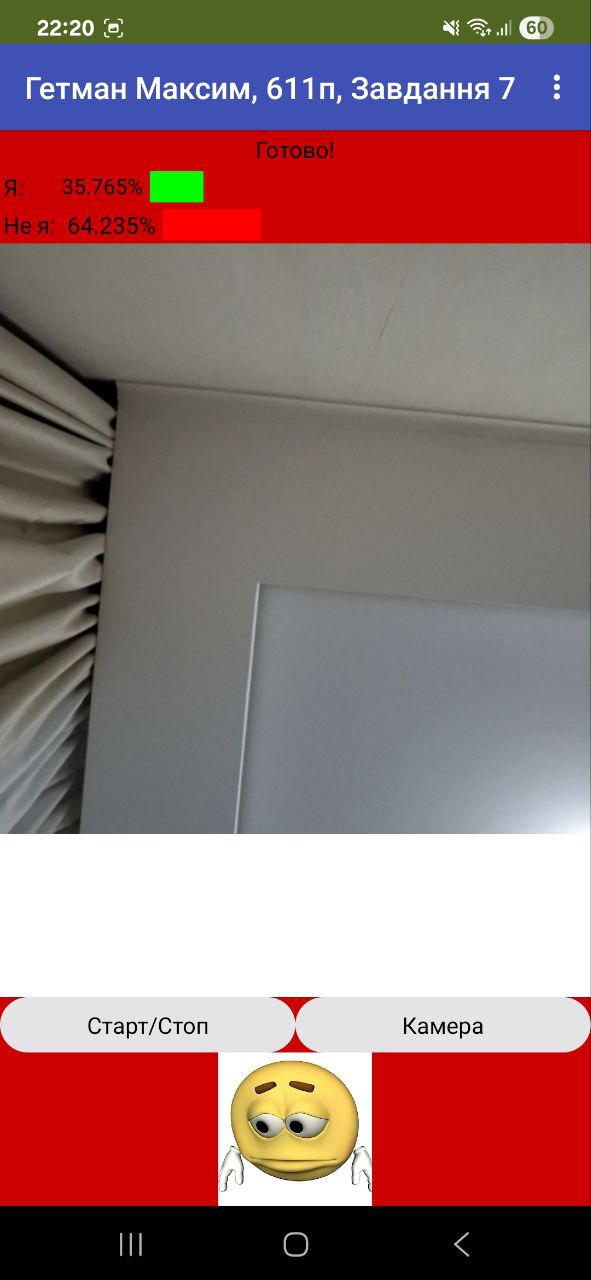 22:20 60
Гетман Максим, 611п, Завдання 7
Готово!
Я: 35.765%
Не я: 64.235%
Старт/Стоп Камера